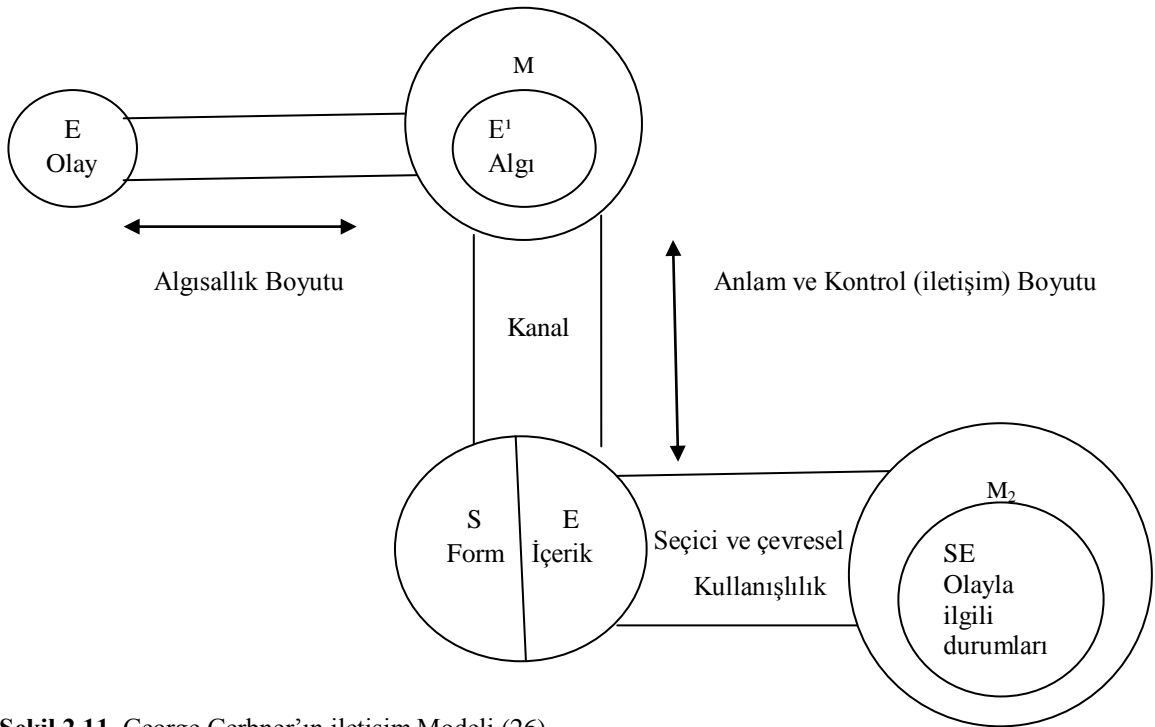 M
E
Olay
E¹
Algı
Algısallık Boyutu
Anlam ve Kontrol (iletişim) Boyutu
Kanal
S
Form
E
İçerik
Seçici ve çevresel
Kullanışlılık
M₂
SE
Olayla
ilgili
durumları
Şekil 2.11. George Gerbner’ın iletişim Modeli (26)